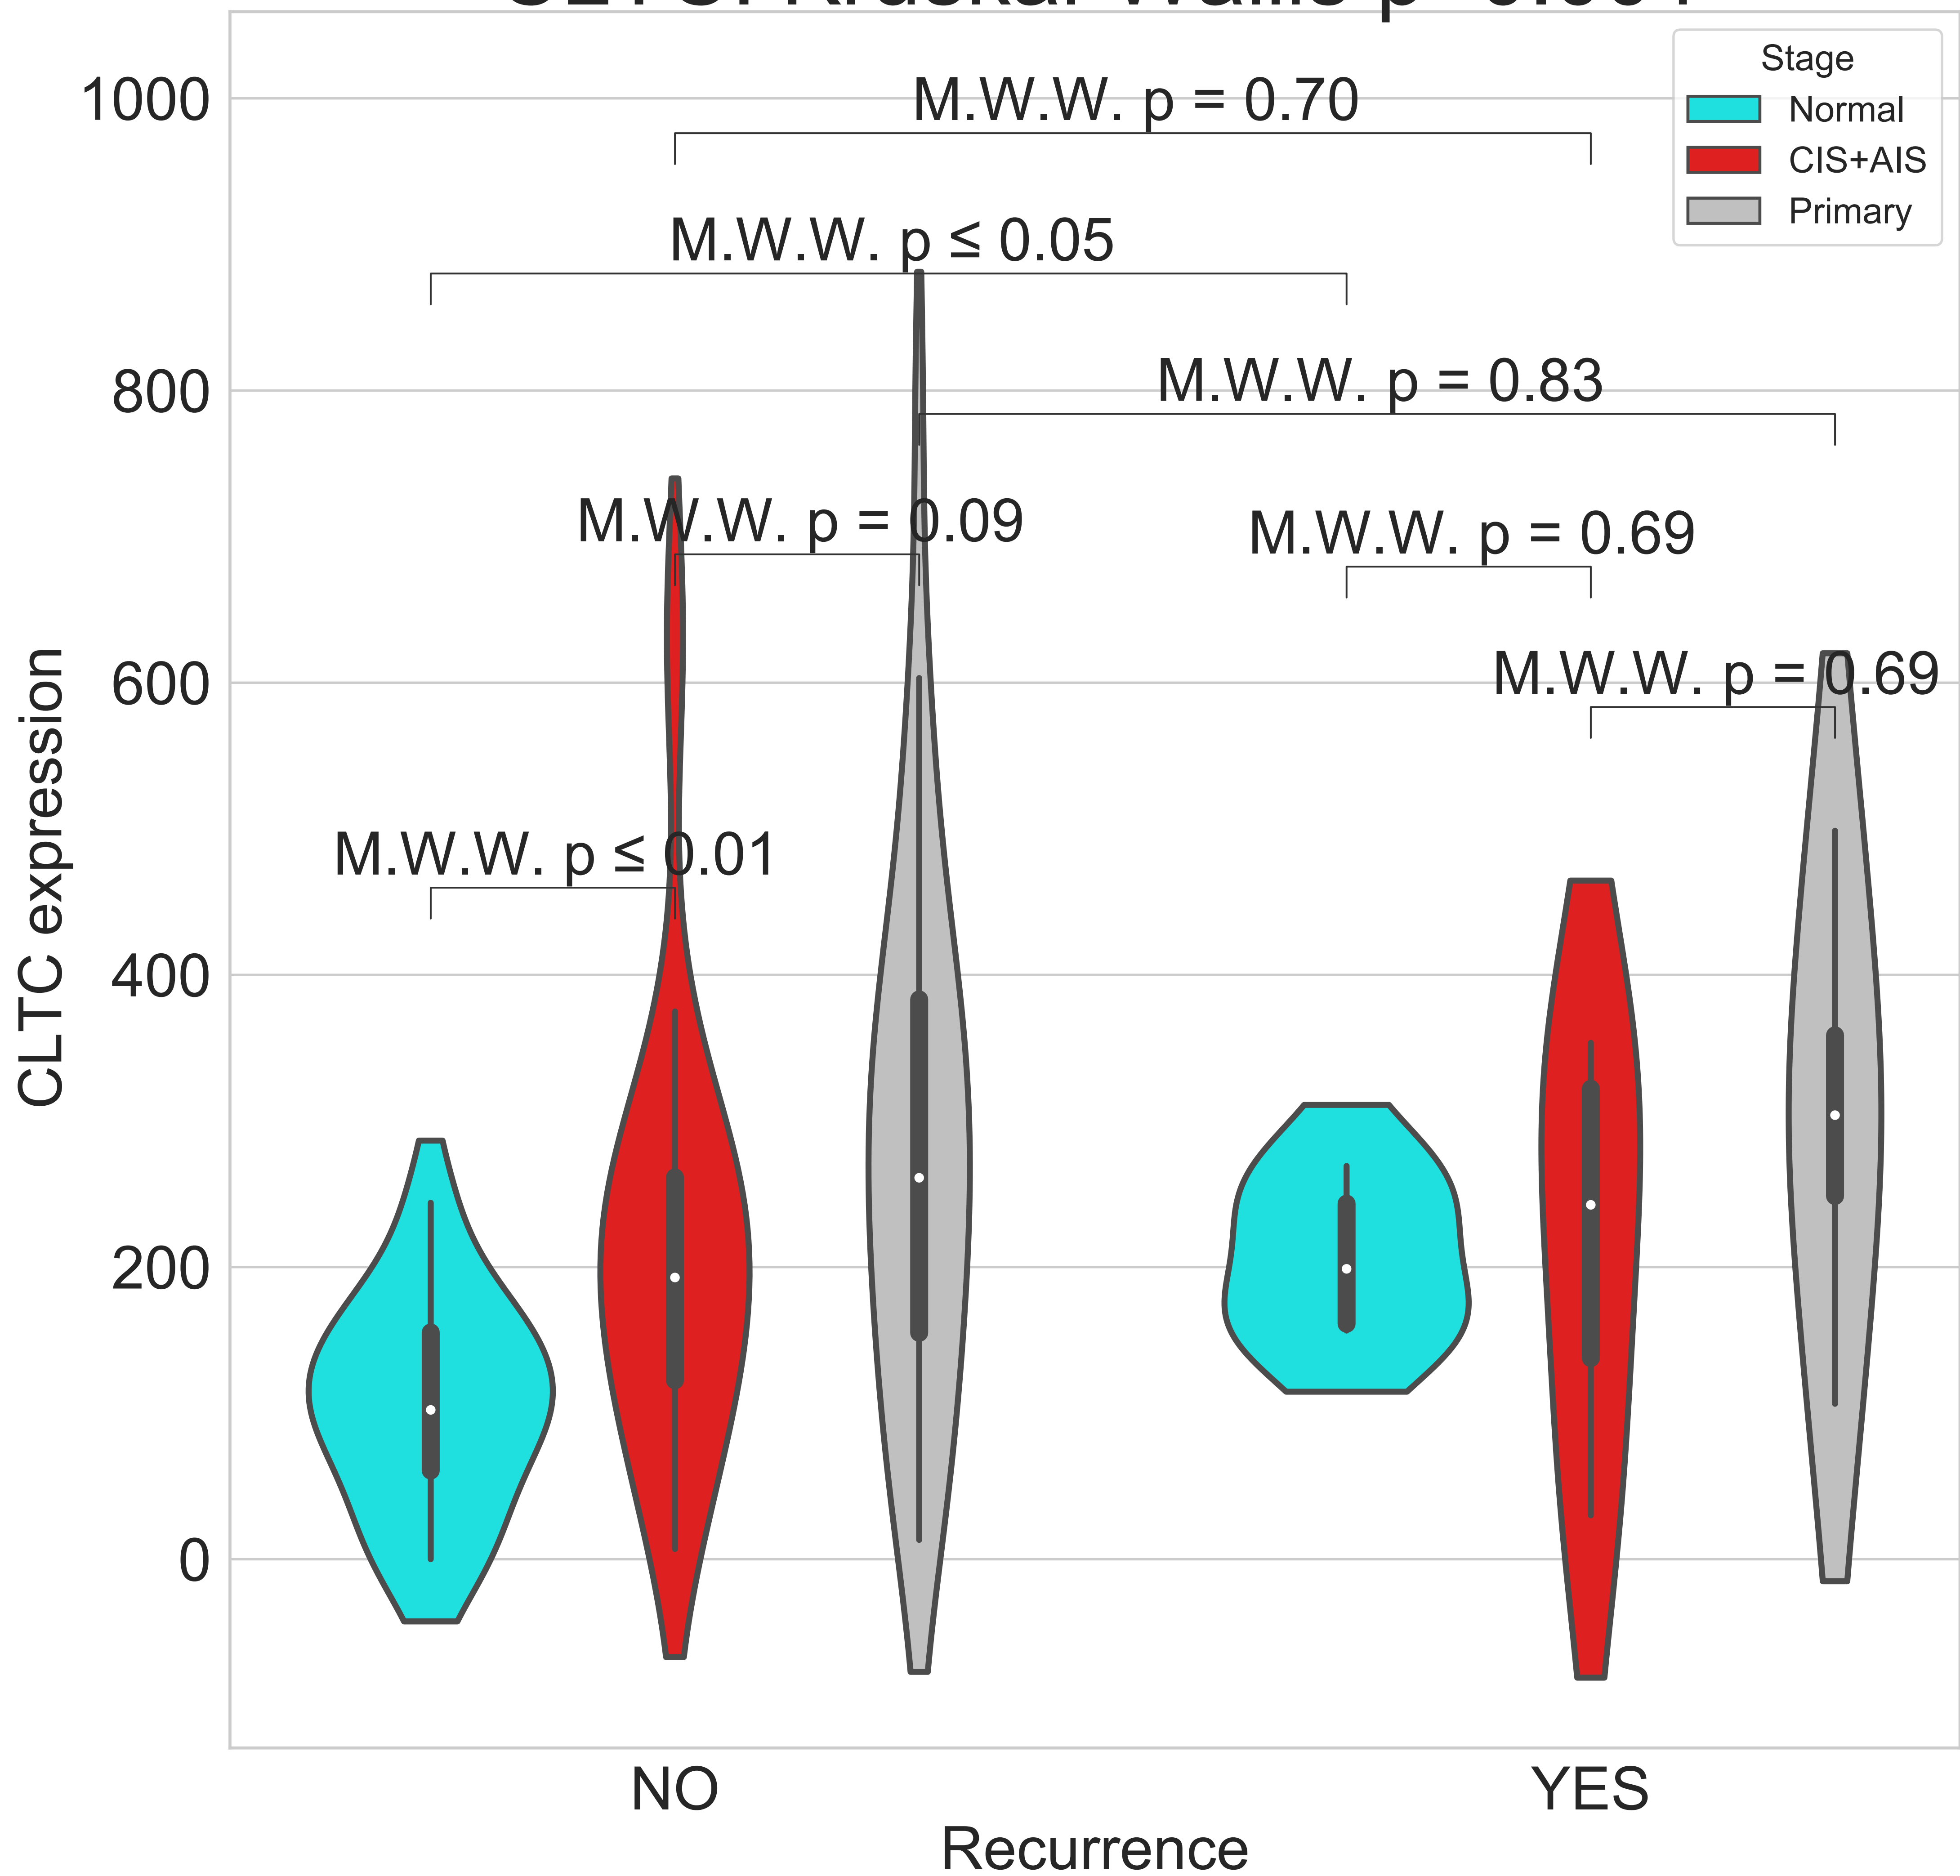 Stage
Normal
CIS+AIS
Primary
M.W.W. p = 0.70
M.W.W. p ≤ 0.05
M.W.W. p = 0.83
M.W.W. p = 0.09
M.W.W. p = 0.69
M.W.W. p = 0.69
M.W.W. p ≤ 0.01
1000
800
600
400
200
0
CLTC expression
NO
YES
Recurrence